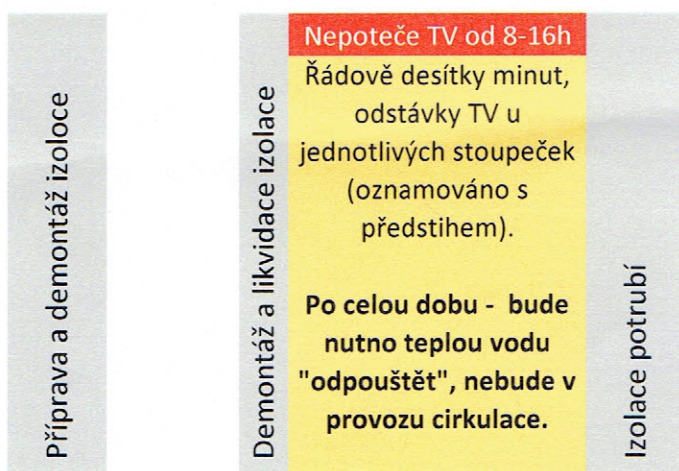 Příprava a demontáž izoloce
Demontáž a likvidace izolace
Nepoteče TV od 8-16h
Řádově desítky minut,
odstávky TV u
jednotlivých stoupeček
(oznamováno s
předstihem).
Po celou dobu - bude
nutno teplou vodu
"odpouštět", nebude v
provozu cirkulace.
Izolace potrubí